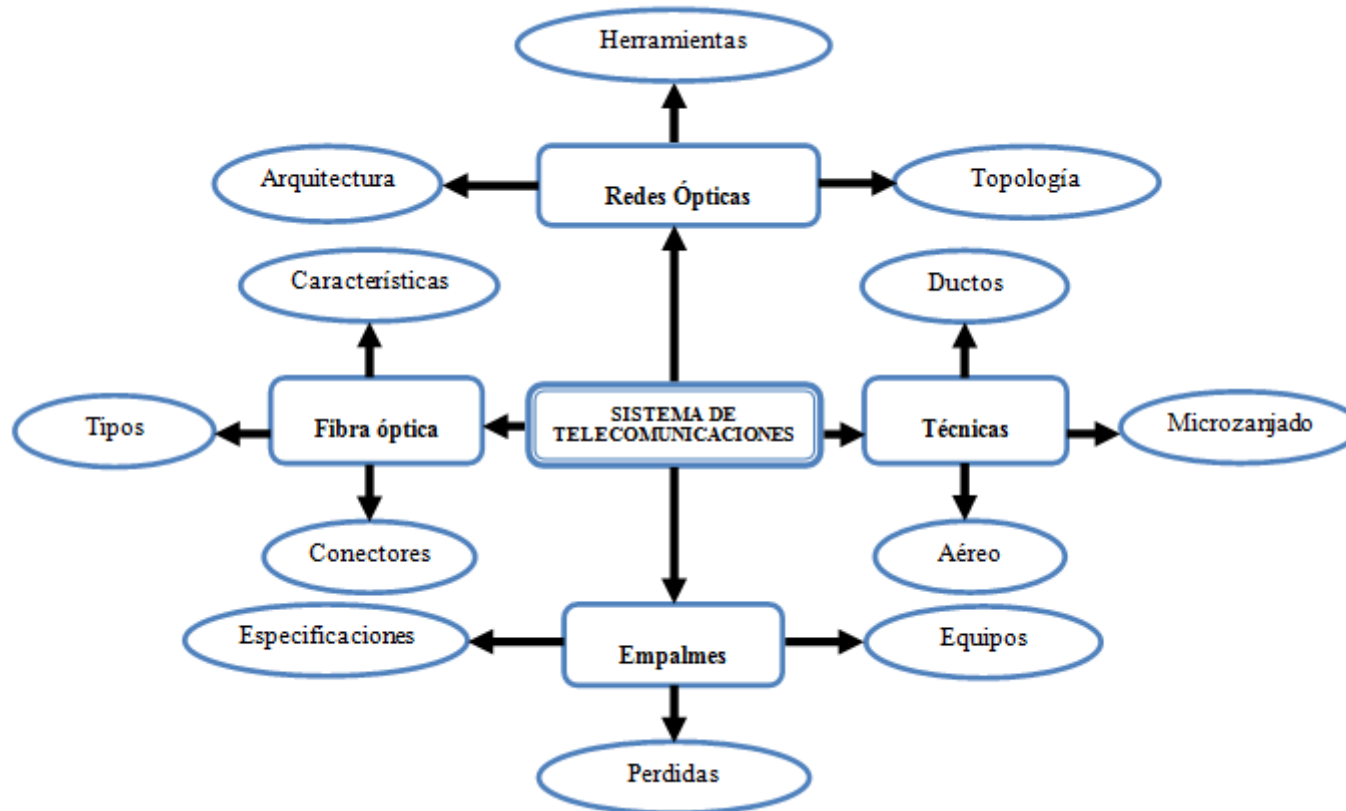 Herramientas
Arquitectura
Redes Ópticas
Topología
Características
Ductos
Tipos
Fibra óptica
SISTEMA DE
TELECOMUNICACIONES
Técnicas
Microzanjado
Conectores
Aéreo
Especificaciones
Empalmes
Equipos
Perdidas